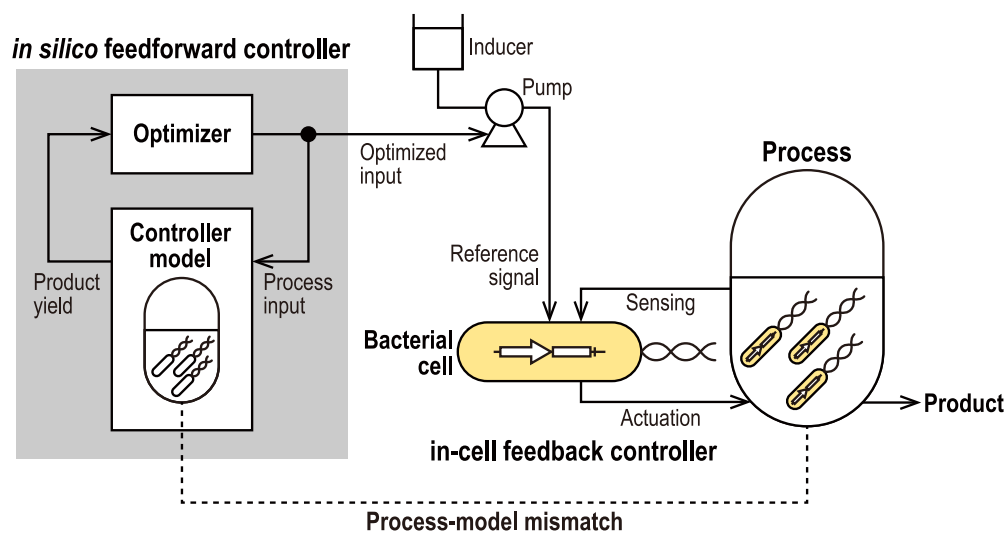 in silico feedforward controller
Optimizer
Controller
model
Product
yield
Process
input
Inducer
Pump
Optimized
input
Reference
signal
Process
Sensing
Bacterial
cell
Actuation
Product
in-cell feedback controller
Process-model mismatch